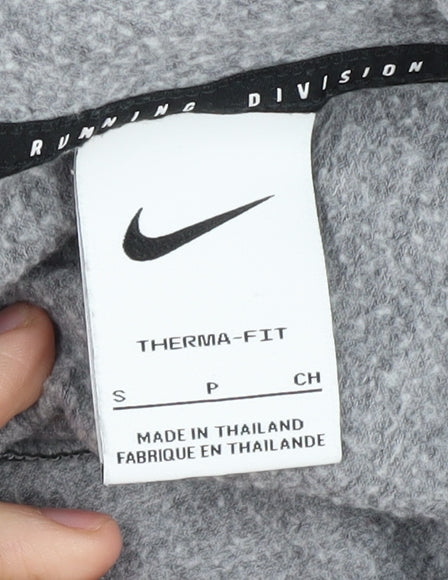 RUNNING DIVISION
THERMA-FIT
S P CH
MADE IN THAILAND
FABRIQUE EN THAILANDE